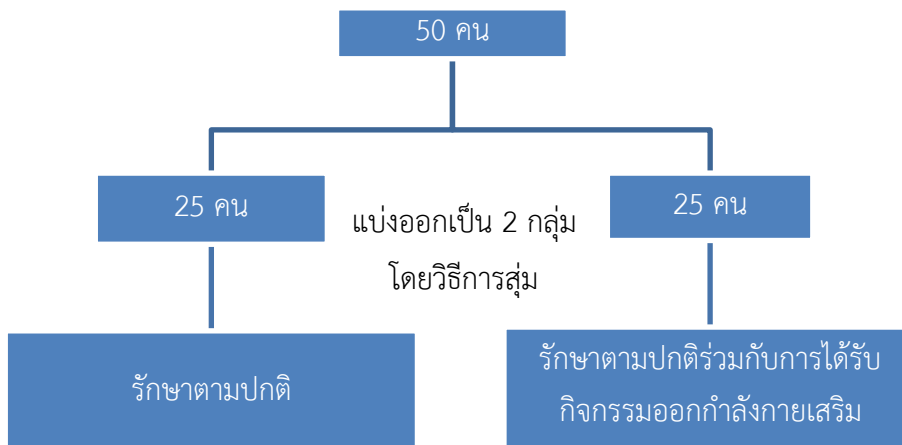 50 คน
25 คน
แบ่งออกเป็น 2 กลุ่ม
โดยวิธีการสุ่ม
25 คน
รักษาตามปกติ
รักษาตามปกติร่วมกับการได้รับ
กิจกรรมออกกำลังกายเสริม